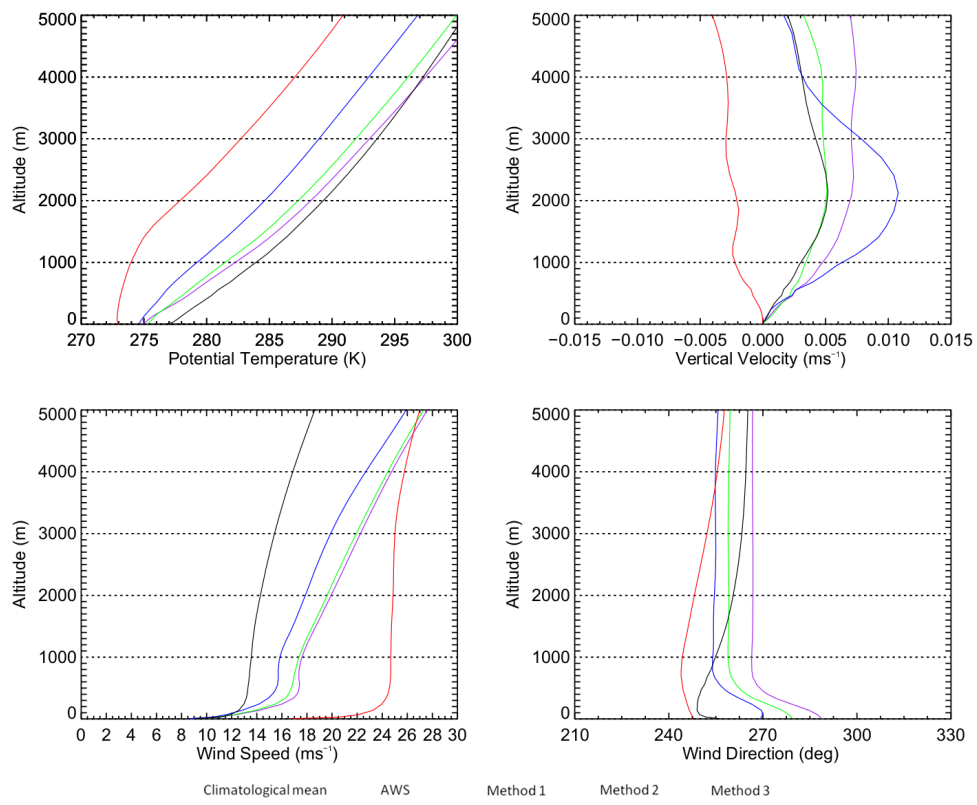 5000 5000
4000 4000
3000 3000
2000 2000
1000 1000
0 0
Altitude (m) Altitude (m)
270 275 280 285 290 295 300 −0.015 −0.010 −0.005 0.000 0.005 0.010 0.015
Potential Temperature (K) Vertical Velocity (ms⁻¹)
5000 5000
4000 4000
3000 3000
2000 2000
1000 1000
0 0
Altitude (m) Altitude (m)
0 2 4 6 8 10 12 14 16 18 20 22 24 26 28 30 210 240 270 300 330
Wind Speed (ms⁻¹) Wind Direction (deg)
Climatological mean AWS Method 1 Method 2 Method 3